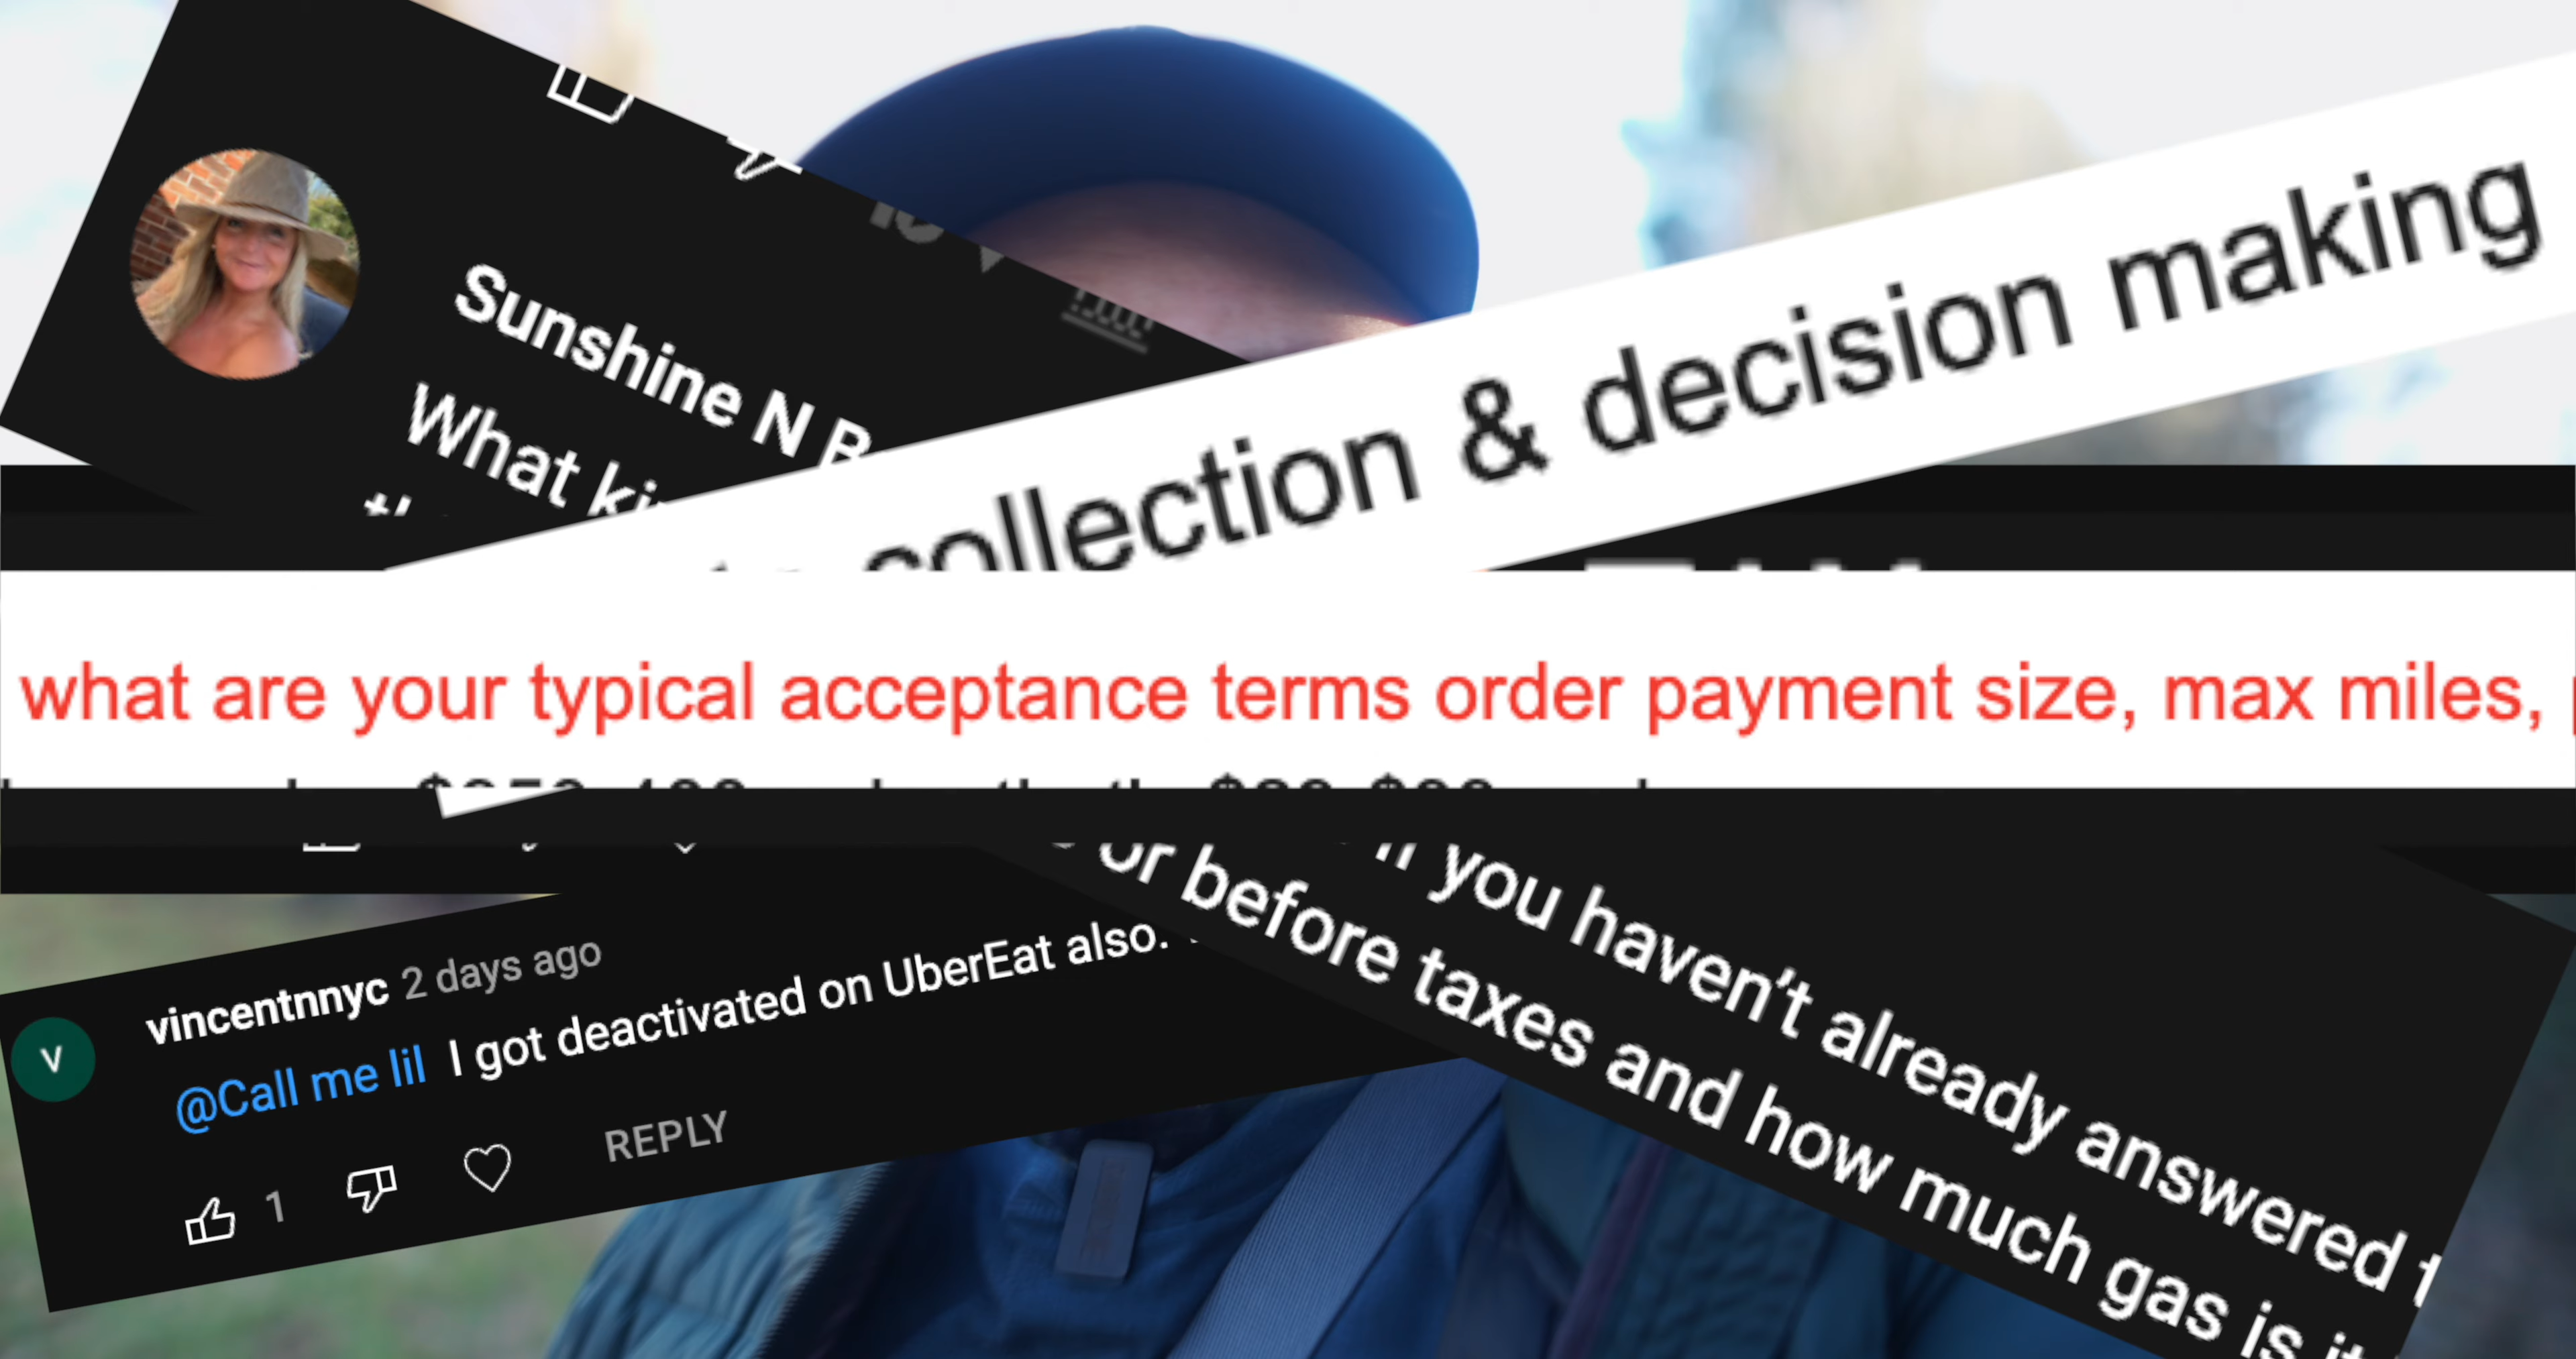 Sunshine N B
What
collection & decision making
what are your typical acceptance terms order payment size, max miles,
If you haven't already answered
or before taxes and how much gas is
vincentnnyc 2 days ago
@Call me lil I got deactivated on UberEat also.
1 REPLY
V